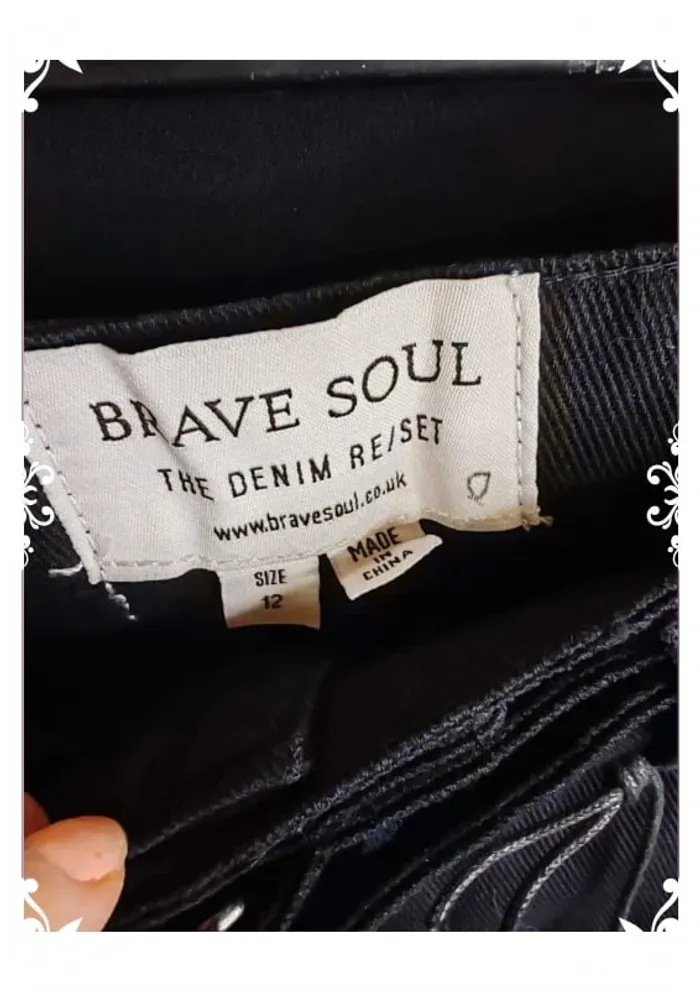 BRAVE SOUL
THE DENIM RE/SET
www.bravesoul.co.uk
SIZE
12
MADE
IN
CHINA